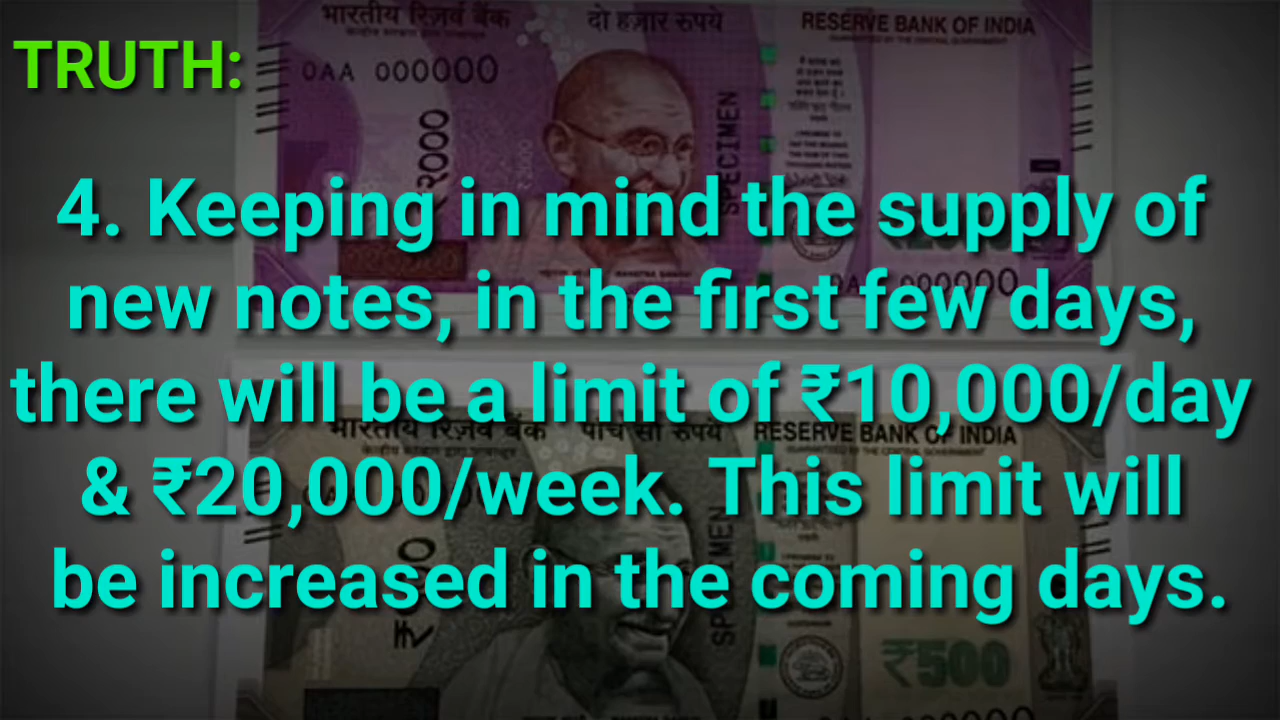 भारतीय रिज़र्व बैंक दो हज़ार रुपये RESERVE BANK OF INDIA
TRUTH:
0AA 000000
SPECIMEN
4. Keeping in mind the supply of
new notes, in the first few days,
there will be a limit of ₹10,000/day
भारतीय रिज़र्व बैंक पांच सौ रुपये RESERVE BANK OF INDIA
& ₹20,000/week. This limit will
be increased in the coming days.
₹500